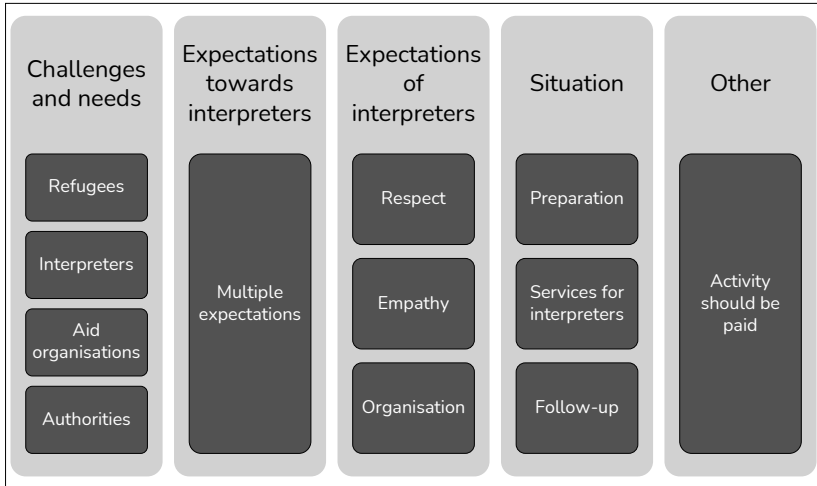 Challenges
and needs
Refugees
Interpreters
Aid
organisations
Authorities
Expectations
towards
interpreters
Multiple
expectations
Expectations
of
interpreters
Respect
Empathy
Organisation
Situation
Preparation
Services for
interpreters
Follow-up
Other
Activity
should be
paid